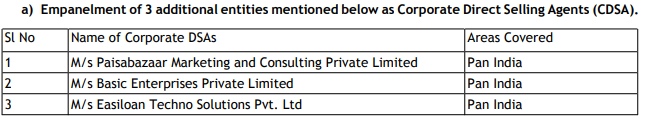 a) Empanelment of 3 additional entities mentioned below as Corporate Direct Selling Agents (CDSA).
Sl No Name of Corporate DSAs Areas Covered
1 M/s Paisabazaar Marketing and Consulting Private Limited Pan India
2 M/s Basic Enterprises Private Limited Pan India
3 M/s Easiloan Techno Solutions Pvt. Ltd Pan India